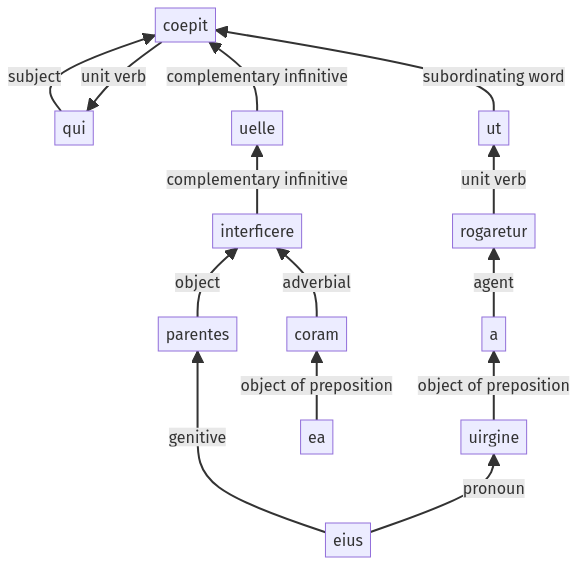 coepit
subject
unit verb
complementary infinitive
subordinating word
qui
uelle
ut
complementary infinitive
unit verb
interficere
rogaretur
object
adverbial
agent
parentes
coram
a
object of preposition
object of preposition
genitive
ea
uirgine
pronoun
eius